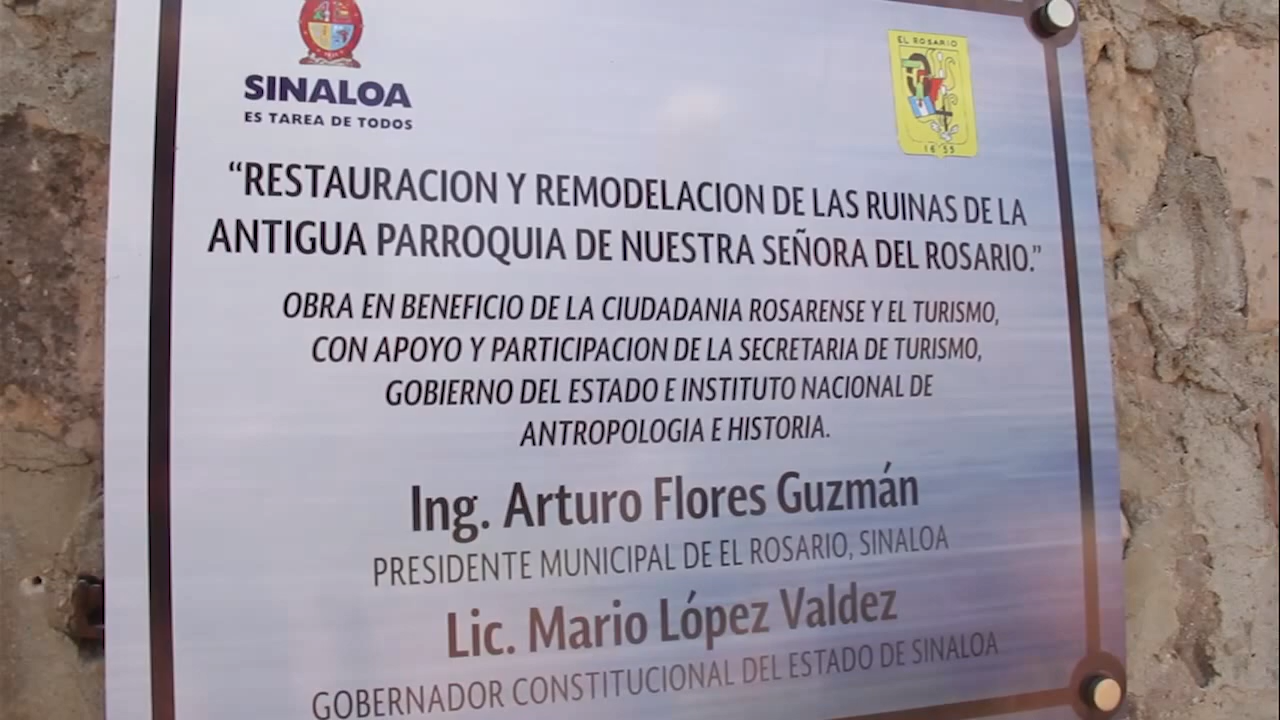 SINALOA
ES TAREA DE TODOS
EL ROSARIO
1655
“RESTAURACION Y REMODELACION DE LAS RUINAS DE LA
ANTIGUA PARROQUIA DE NUESTRA SEÑORA DEL ROSARIO.”
OBRA EN BENEFICIO DE LA CIUDADANIA ROSARENSE Y EL TURISMO,
CON APOYO Y PARTICIPACION DE LA SECRETARIA DE TURISMO,
GOBIERNO DEL ESTADO E INSTITUTO NACIONAL DE
ANTROPOLOGIA E HISTORIA.
Ing. Arturo Flores Guzmán
PRESIDENTE MUNICIPAL DE EL ROSARIO, SINALOA
Lic. Mario López Valdez
GOBERNADOR CONSTITUCIONAL DEL ESTADO DE SINALOA